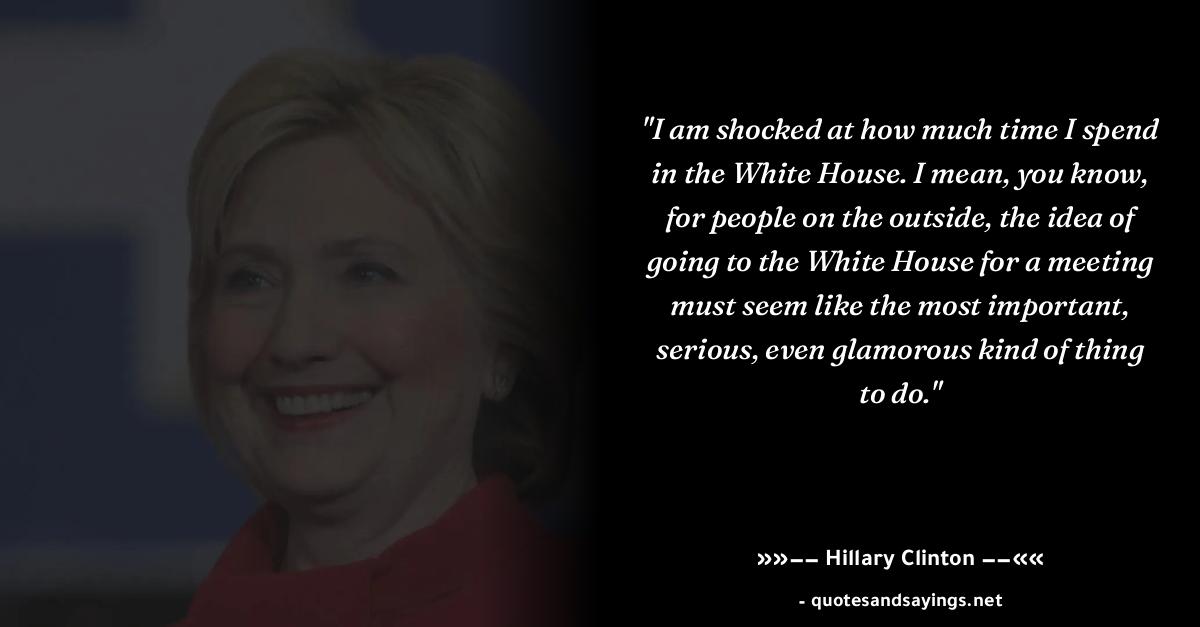 "I am shocked at how much time I spend
in the White House. I mean, you know,
for people on the outside, the idea of
going to the White House for a meeting
must seem like the most important,
serious, even glamorous kind of thing
to do."
»»−− Hillary Clinton −−««
- quotesandsayings.net